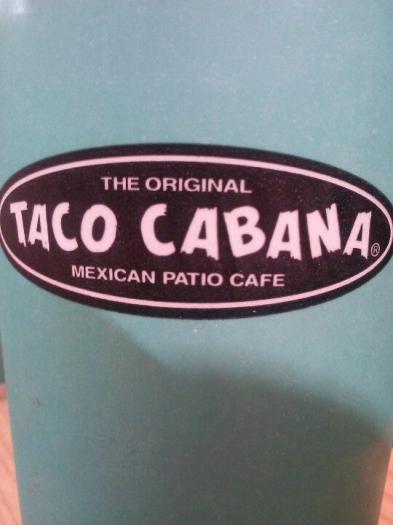 THE ORIGINAL
TACO CABANA®
MEXICAN PATIO CAFE